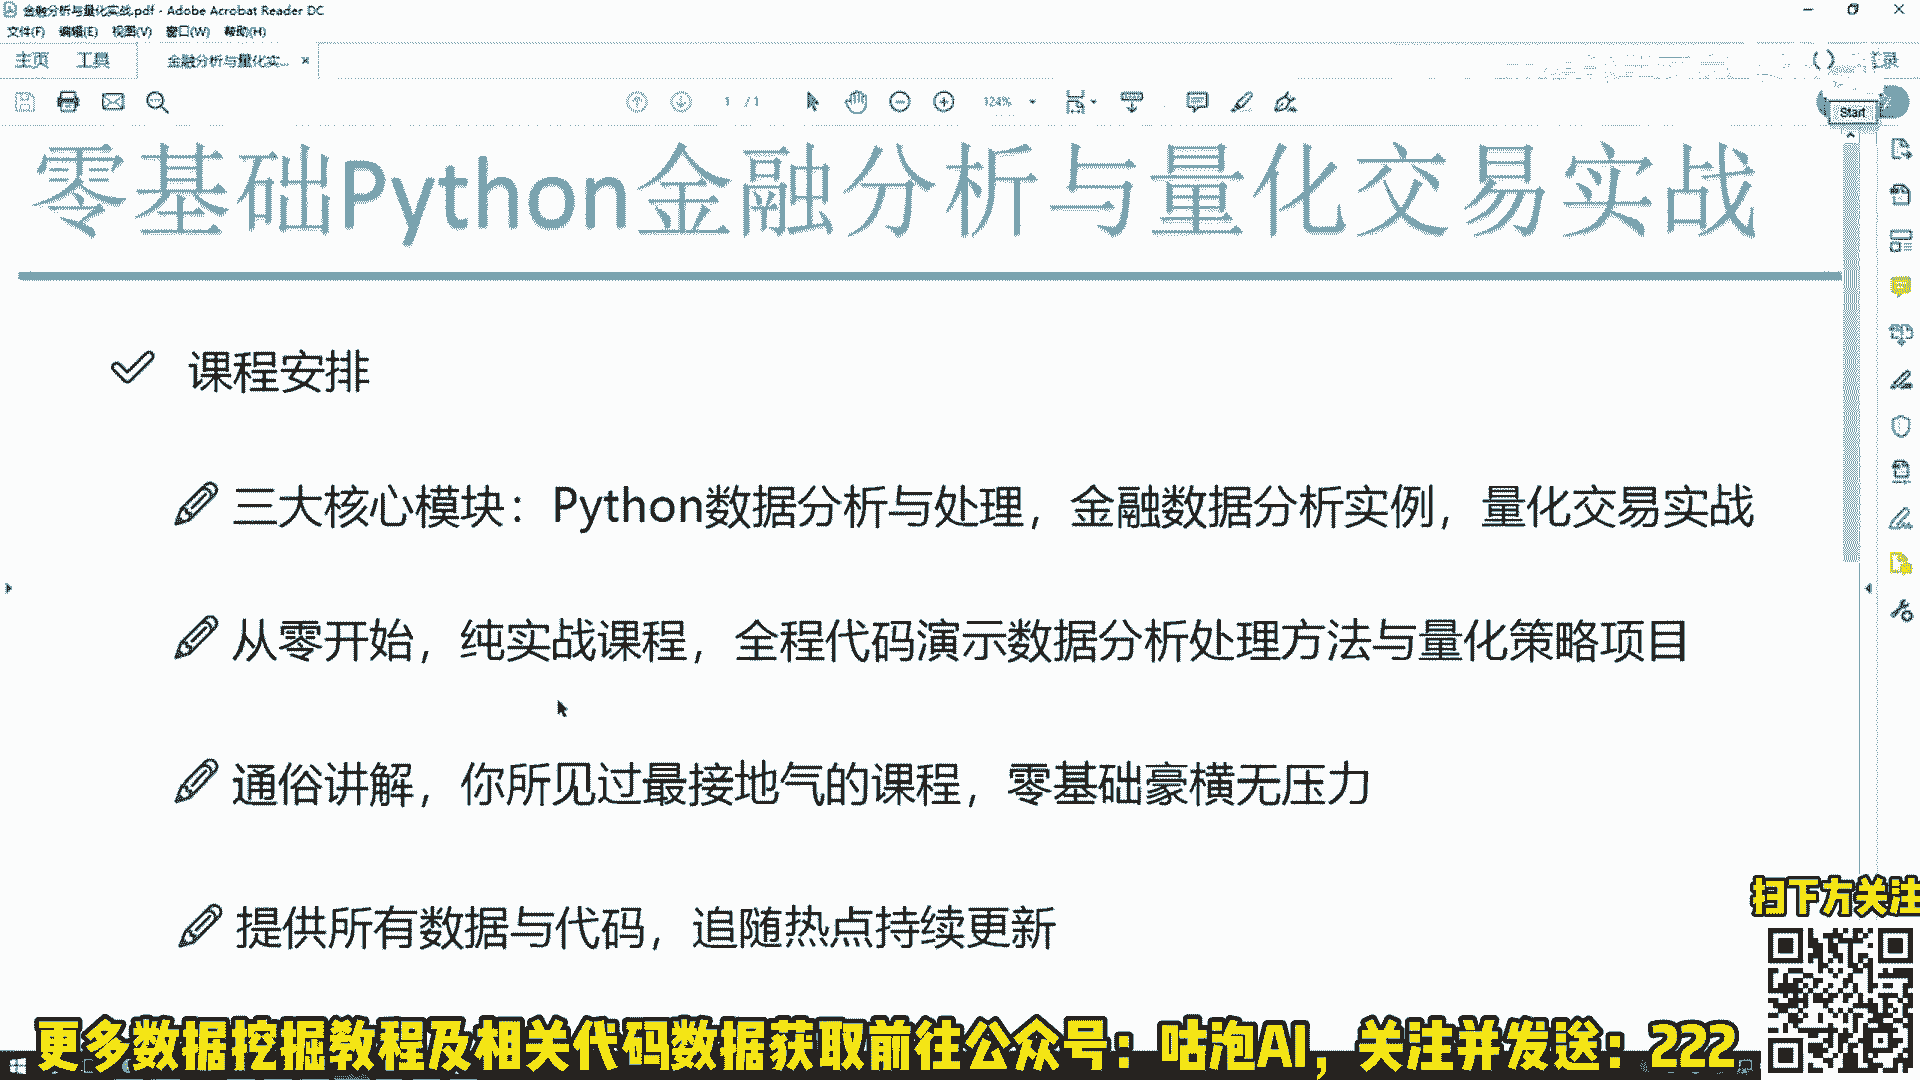 金融分析与量化实战.pdf - Adobe Acrobat Reader DC
文件(F) 编辑(E) 视图(V) 窗口(W) 帮助(H)
主页 工具 金融分析与量化实... ×
1 / 1 124%
Start
零基础Python金融分析与量化交易实战
课程安排
三大核心模块：Python数据分析与处理，金融数据分析实例，量化交易实战
从零开始，纯实战课程，全程代码演示数据分析处理方法与量化策略项目
通俗讲解，你所见过最接地气的课程，零基础豪横无压力
提供所有数据与代码，追随热点持续更新
扫下方关注
更多数据挖掘教程及相关代码数据获取前往公众号：咕泡AI，关注并发送：222